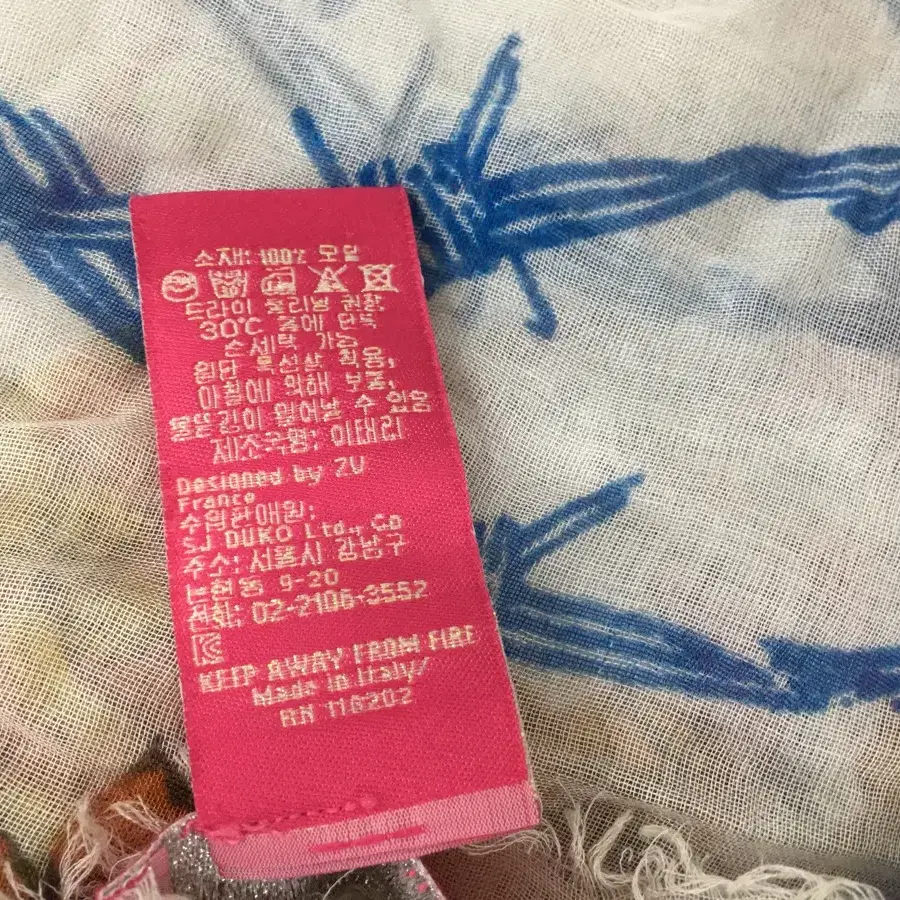 소재: 100% 모달
드라이 클리닝 권장,
30°C 물에 단독
손세탁 가능
원단 특성상 착용,
마찰에 의해 보풀,
올뜯김이 일어날 수 있음
제조국명: 이태리
Designed by ZV
France
수입판매원:
SJ DUKO Ltd., Co
주소: 서울시 강남구
논현동 9-20
전화: 02-2106-3552
KEEP AWAY FROM FIRE
Made in Italy/
RN 116202